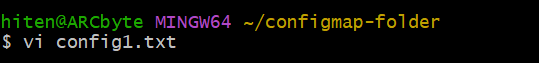 hiten@ARCbyte MINGW64 ~/configmap-folder
$ vi config1.txt